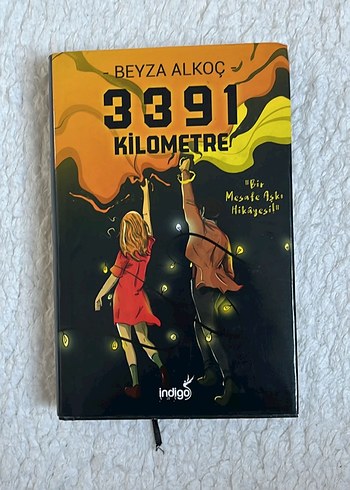 - BEYZA ALKOÇ -
3391
KİLOMETRE
"Bir
Mesafe Aşkı
Hikâyesi!"
indigo